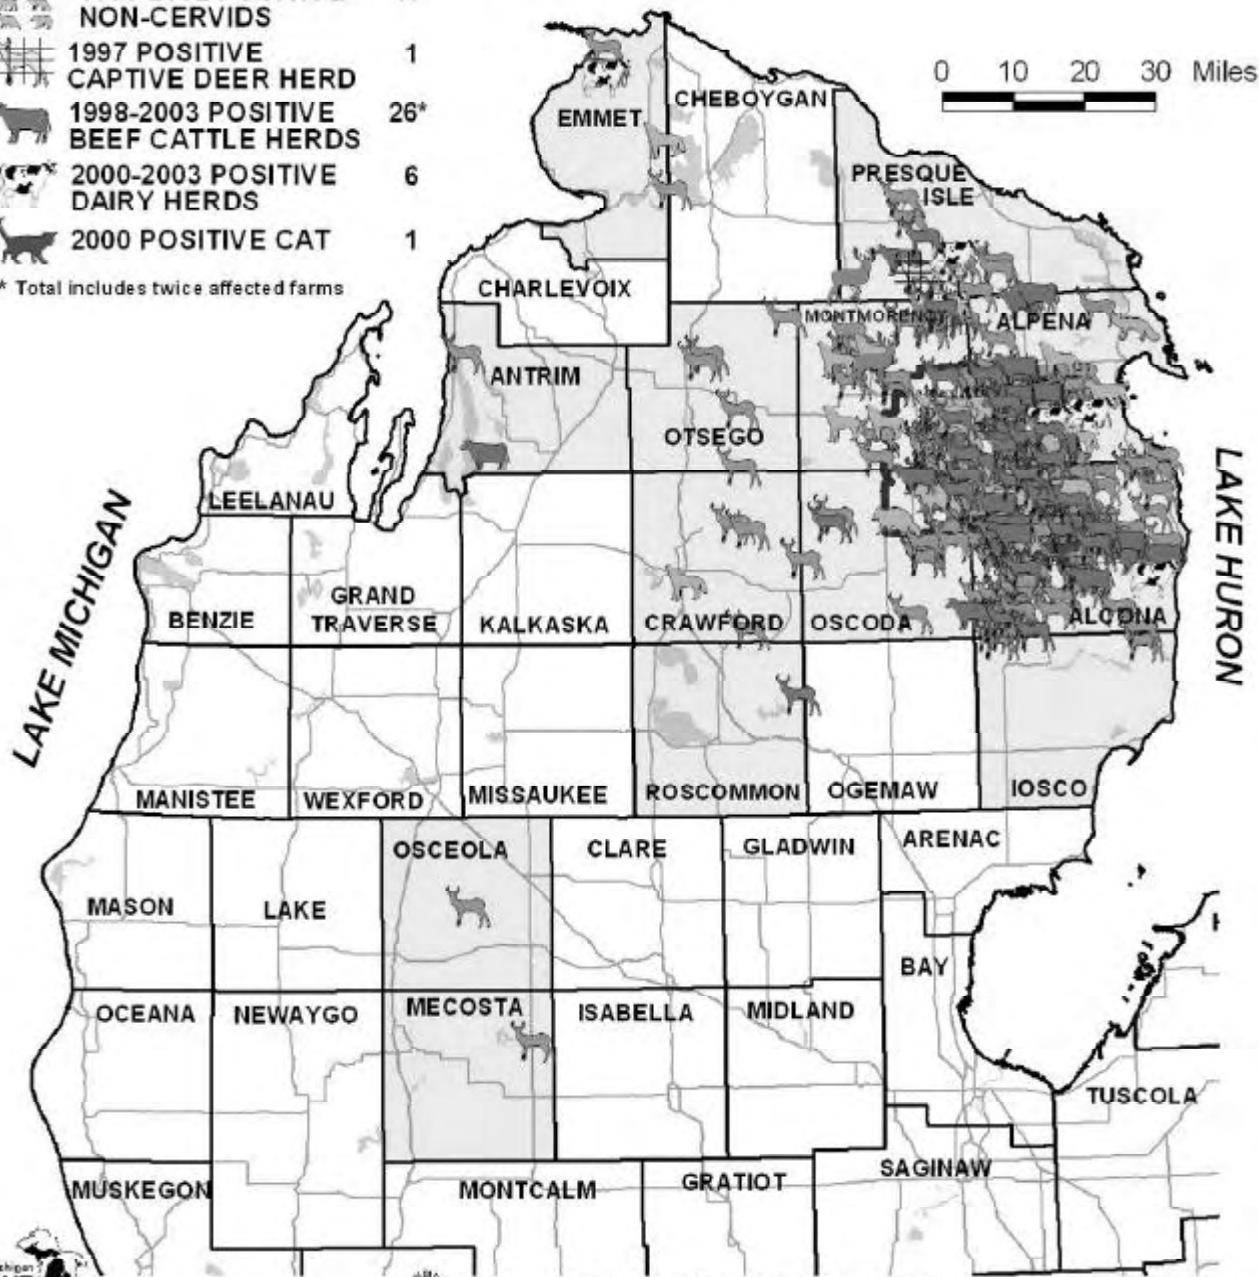 NON-CERVIDS
1997 POSITIVE 1
CAPTIVE DEER HERD
1998-2003 POSITIVE 26*
BEEF CATTLE HERDS
2000-2003 POSITIVE 6
DAIRY HERDS
2000 POSITIVE CAT 1
* Total includes twice affected farms
0 10 20 30 Miles
EMMET
CHEBOYGAN
PRESQUE
ISLE
CHARLEVOIX
MONTMORENCY
ALPENA
ANTRIM
OTSEGO
LEELANAU
LAKE MICHIGAN
LAKE HURON
BENZIE
GRAND
TRAVERSE
KALKASKA
CRAWFORD
OSCODA
ALCONA
MANISTEE
WEXFORD
MISSAUKEE
ROSCOMMON
OGEMAW
IOSCO
OSCEOLA
CLARE
GLADWIN
ARENAC
MASON
LAKE
BAY
OCEANA
NEWAYGO
MECOSTA
ISABELLA
MIDLAND
TUSCOLA
MUSKEGON
MONTCALM
GRATIOT
SAGINAW